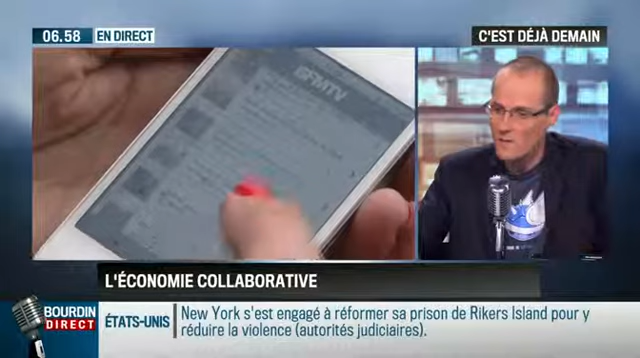 06.58 EN DIRECT
C'EST DÉJÀ DEMAIN
BFMTV
L'ÉCONOMIE COLLABORATIVE
BOURDIN
DIRECT
ÉTATS-UNIS
New York s'est engagé à réformer sa prison de Rikers Island pour y
réduire la violence (autorités judiciaires).